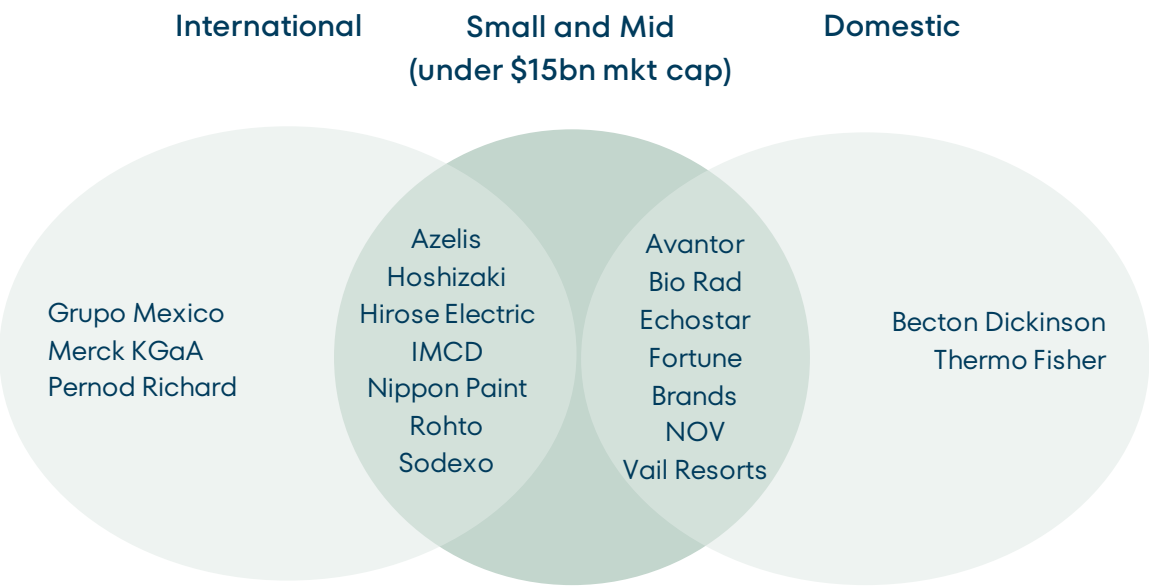 International
Small and Mid
(under $15bn mkt cap)
Domestic
Grupo Mexico
Merck KGaA
Pernod Richard
Azelis
Hoshizaki
Hirose Electric
IMCD
Nippon Paint
Rohto
Sodexo
Avantor
Bio Rad
Echostar
Fortune
Brands
NOV
Vail Resorts
Becton Dickinson
Thermo Fisher